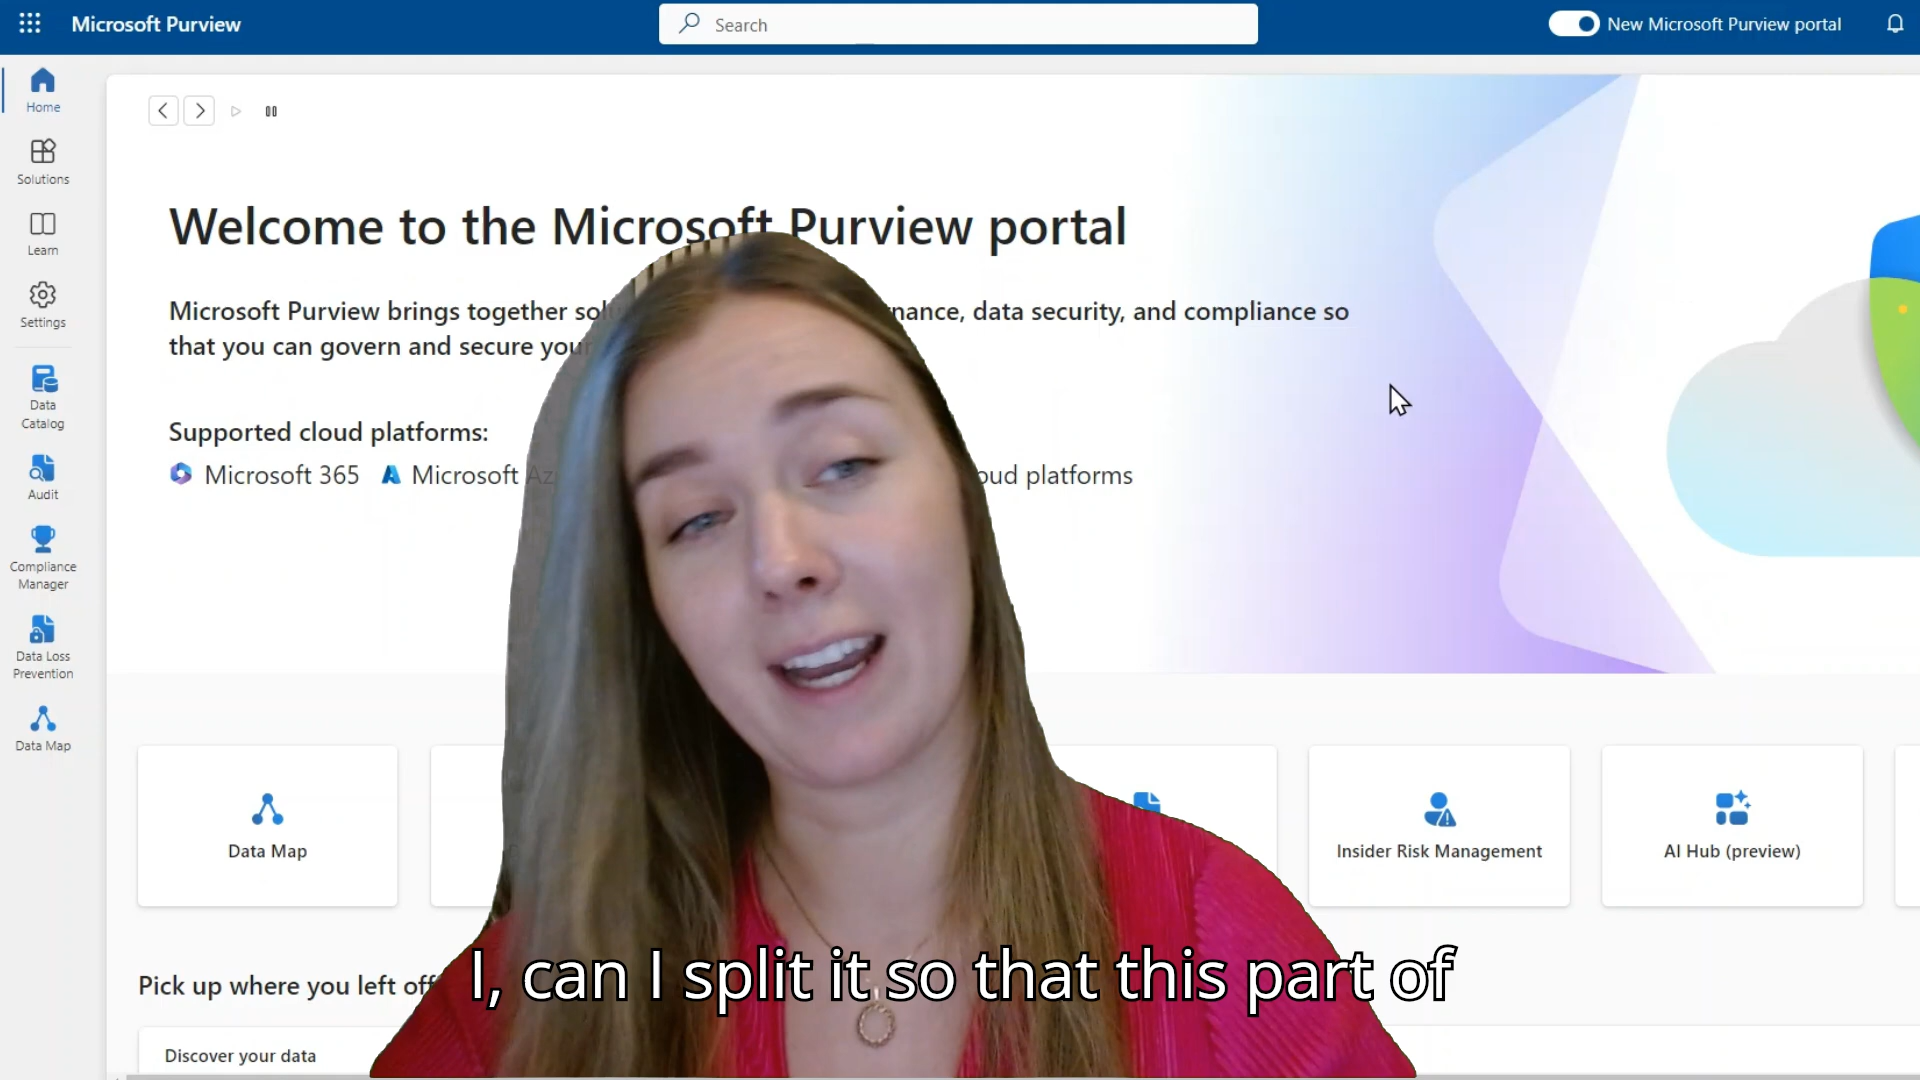 Microsoft Purview
Search
New Microsoft Purview portal
Home
Solutions
Learn
Settings
Data
Catalog
Audit
Compliance
Manager
Data Loss
Prevention
Data Map
Welcome to the Microsoft Purview portal
Microsoft Purview brings together nance, data security, and compliance so
that you can govern and secure your
Supported cloud platforms:
Microsoft 365 Microsoft Az oud platforms
Data Map
Insider Risk Management
AI Hub (preview)
Pick up where you left off
I, can I split it so that this part of
Discover your data